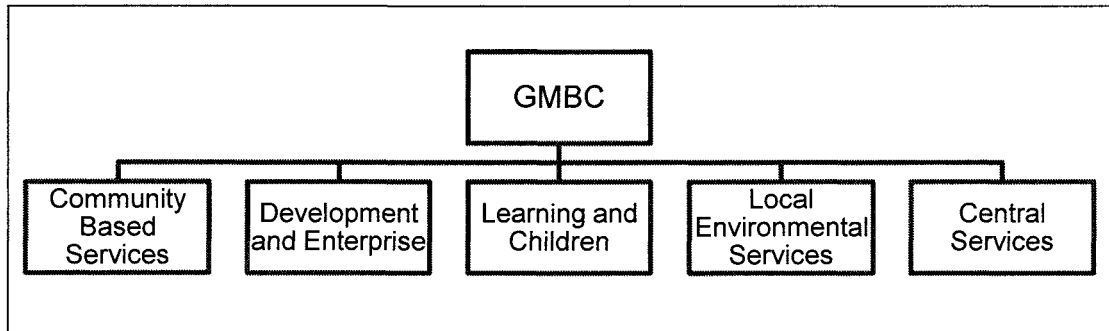 GMBC
Community
Based
Services
Development
and Enterprise
Learning and
Children
Local
Environmental
Services
Central
Services